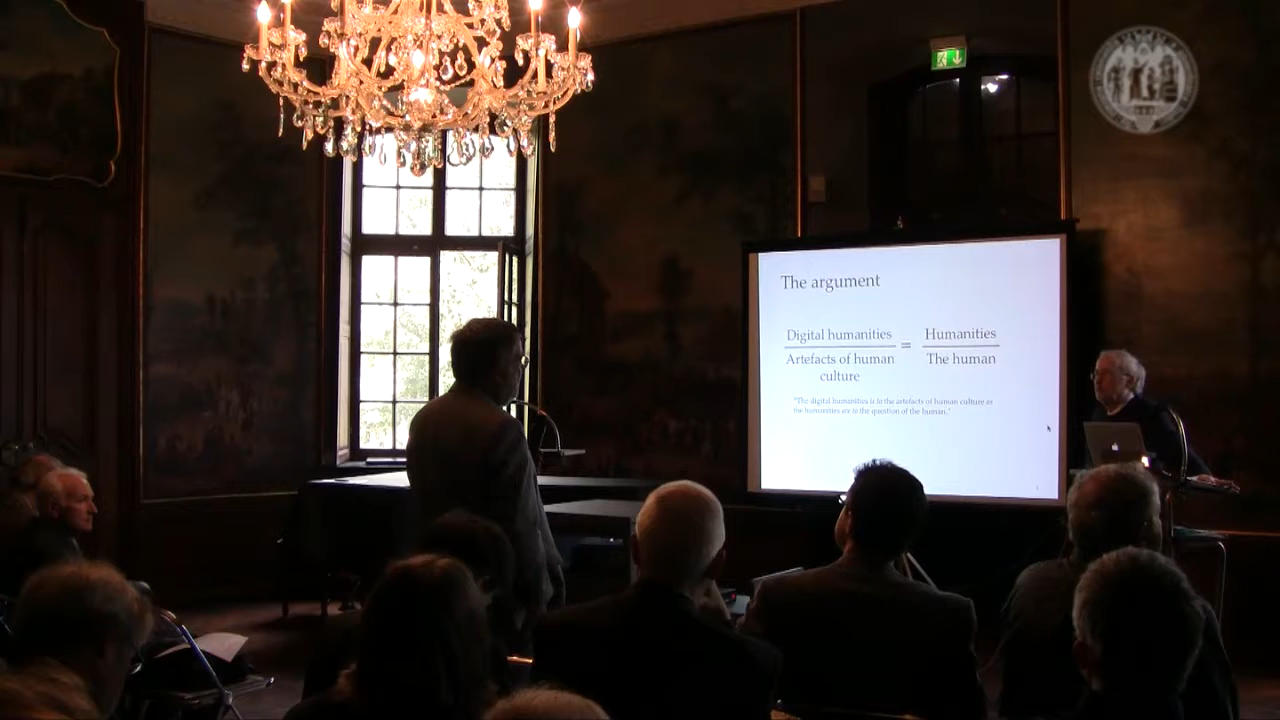 The argument
Digital humanities = Humanities
Artefacts of human The human
culture
"The digital humanities is to the artefacts of human culture as
the humanities are to the question of the human."